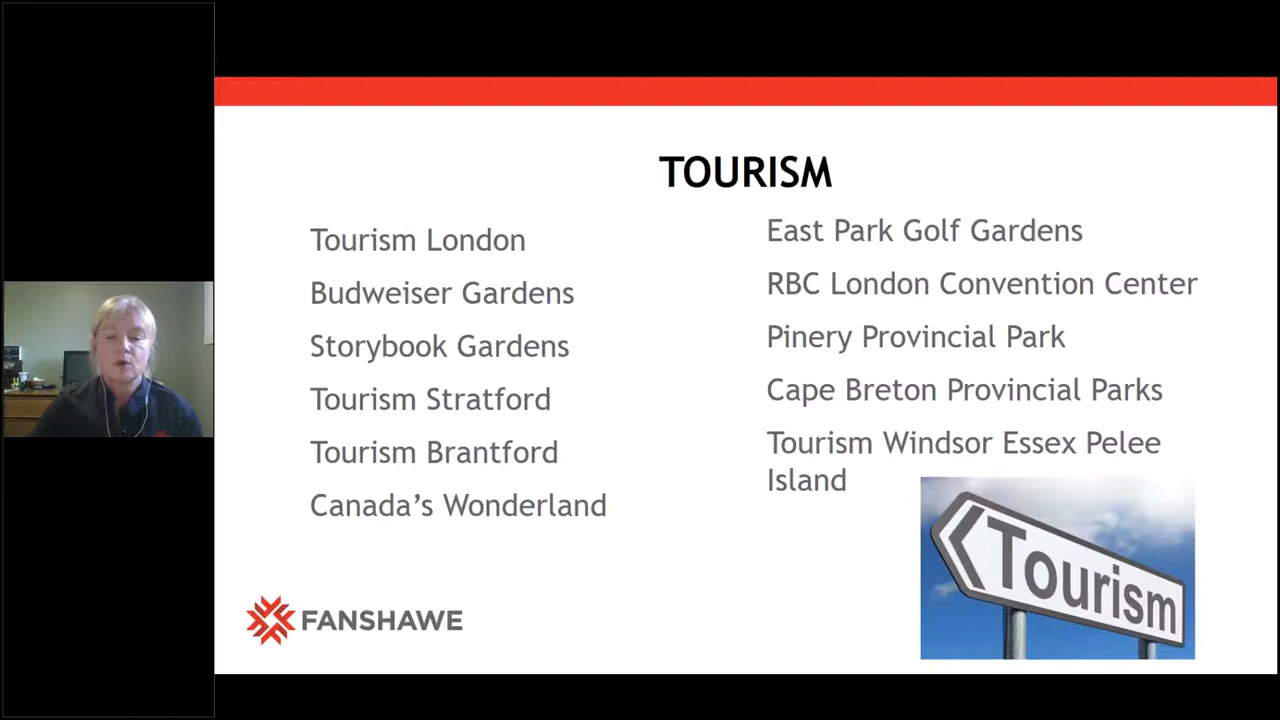 TOURISM
Tourism London
Budweiser Gardens
Storybook Gardens
Tourism Stratford
Tourism Brantford
Canada’s Wonderland
East Park Golf Gardens
RBC London Convention Center
Pinery Provincial Park
Cape Breton Provincial Parks
Tourism Windsor Essex Pelee
Island
Tourism
FANSHAWE